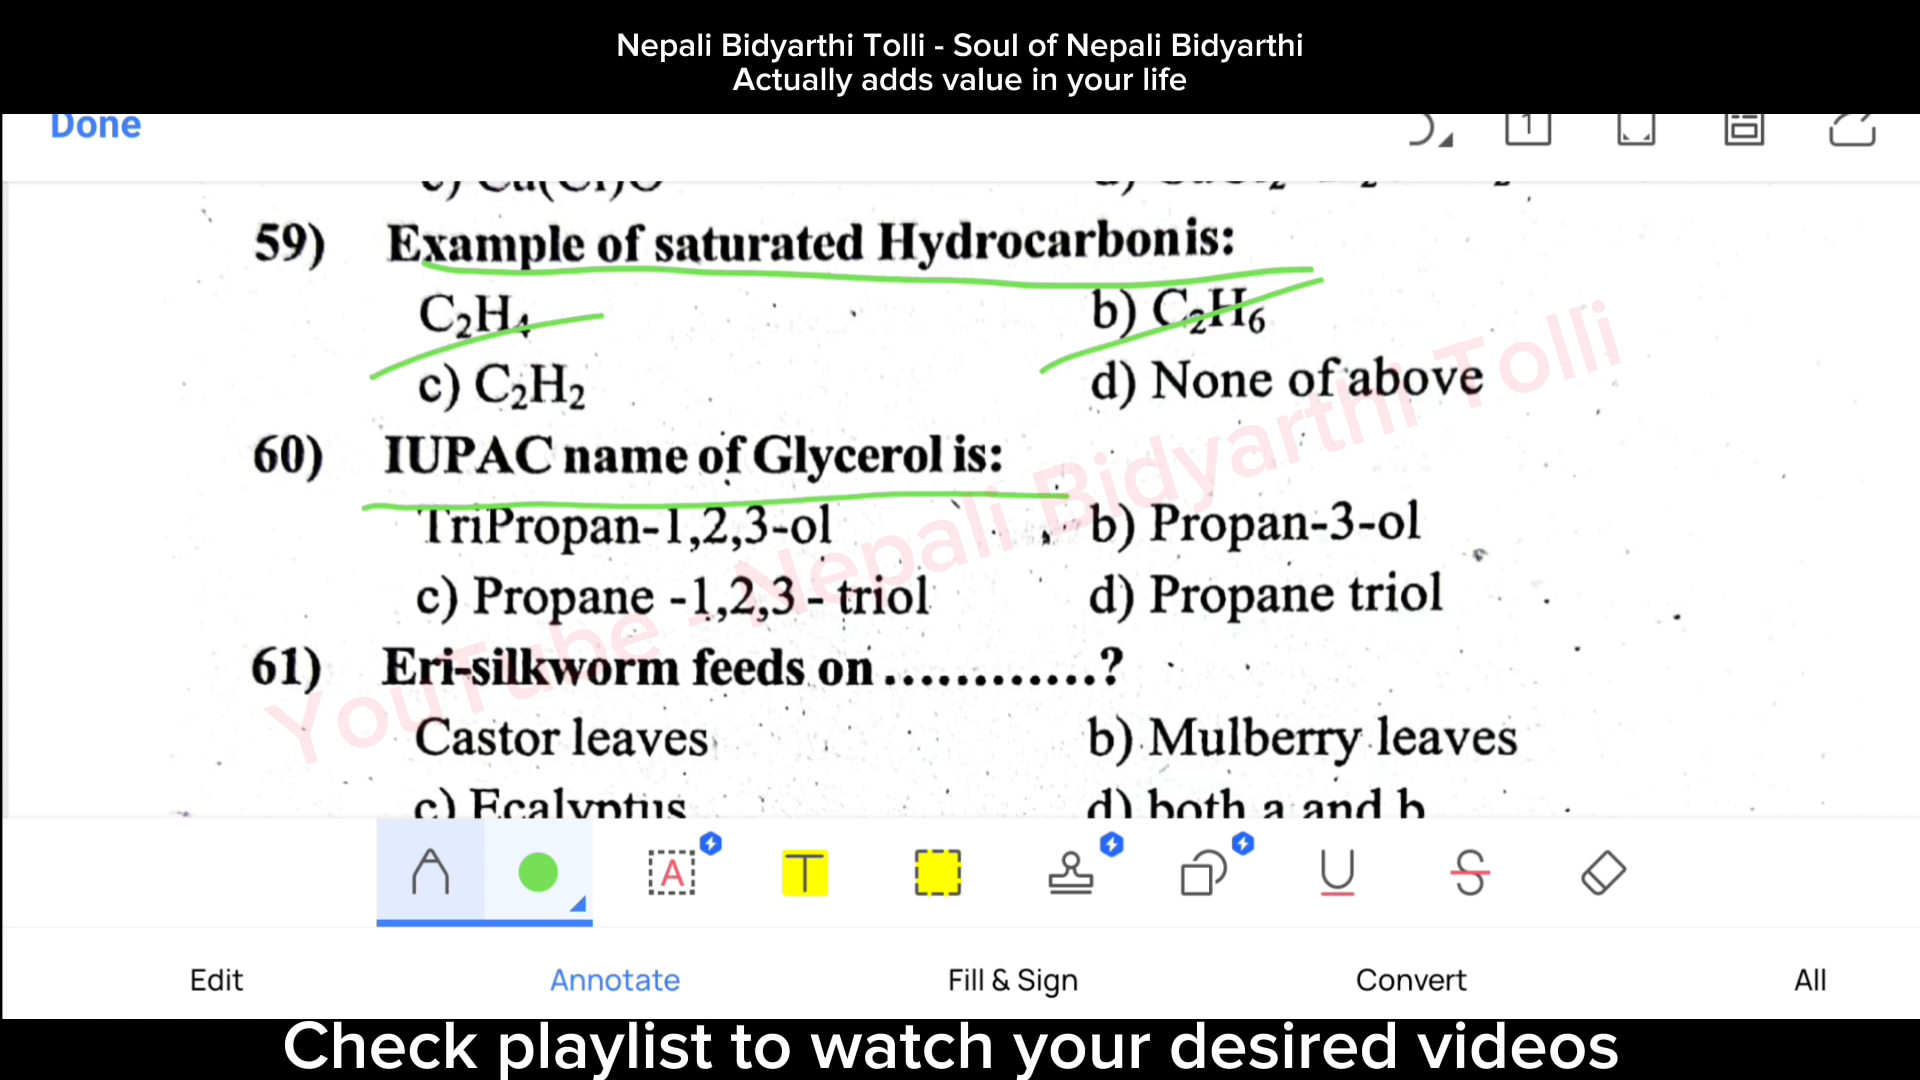 Nepali Bidyarthi Tolli - Soul of Nepali Bidyarthi
Actually adds value in your life
Done
59) Example of saturated Hydrocarbon is:
C₂H₄ b) C₂H₆
c) C₂H₂ d) None of above
60) IUPAC name of Glycerol is:
TriPropan-1,2,3-ol b) Propan-3-ol
c) Propane -1,2,3 - triol d) Propane triol
61) Eri-silkworm feeds on ............?
Castor leaves b) Mulberry leaves
c) Ecalyptus d) both a and b
YouTube - Nepali Bidyarthi Tolli
Edit Annotate Fill & Sign Convert All
Check playlist to watch your desired videos